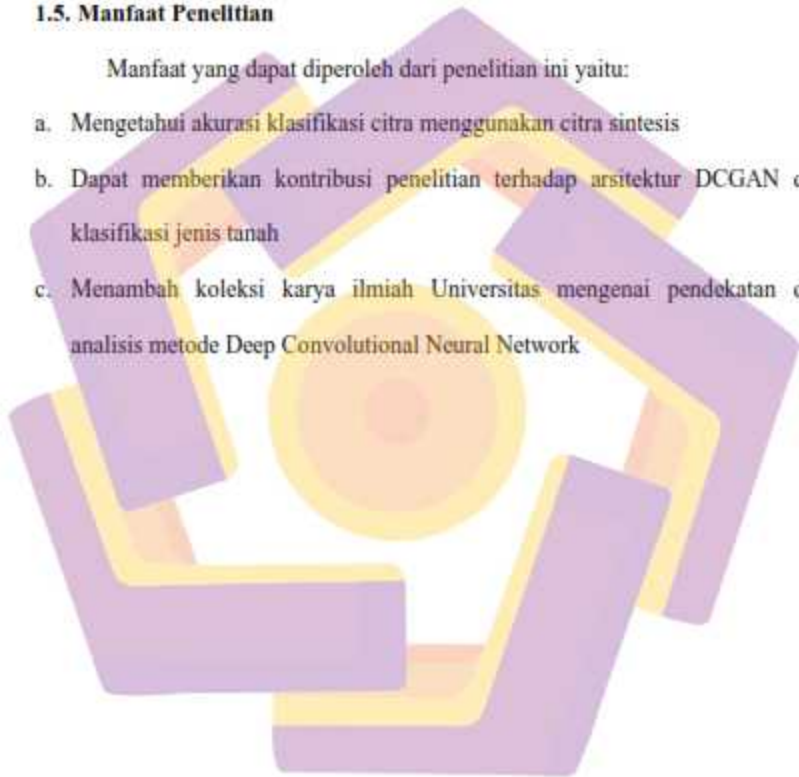 1.5. Manfaat Penelitian
Manfaat yang dapat diperoleh dari penelitian ini yaitu:
a. Mengetahui akurasi klasifikasi citra menggunakan citra sintesis
b. Dapat memberikan kontribusi penelitian terhadap arsitektur DCGAN
klasifikasi jenis tanah
c. Menambah koleksi karya ilmiah Universitas mengenai pendekatan
analisis metode Deep Convolutional Neural Network